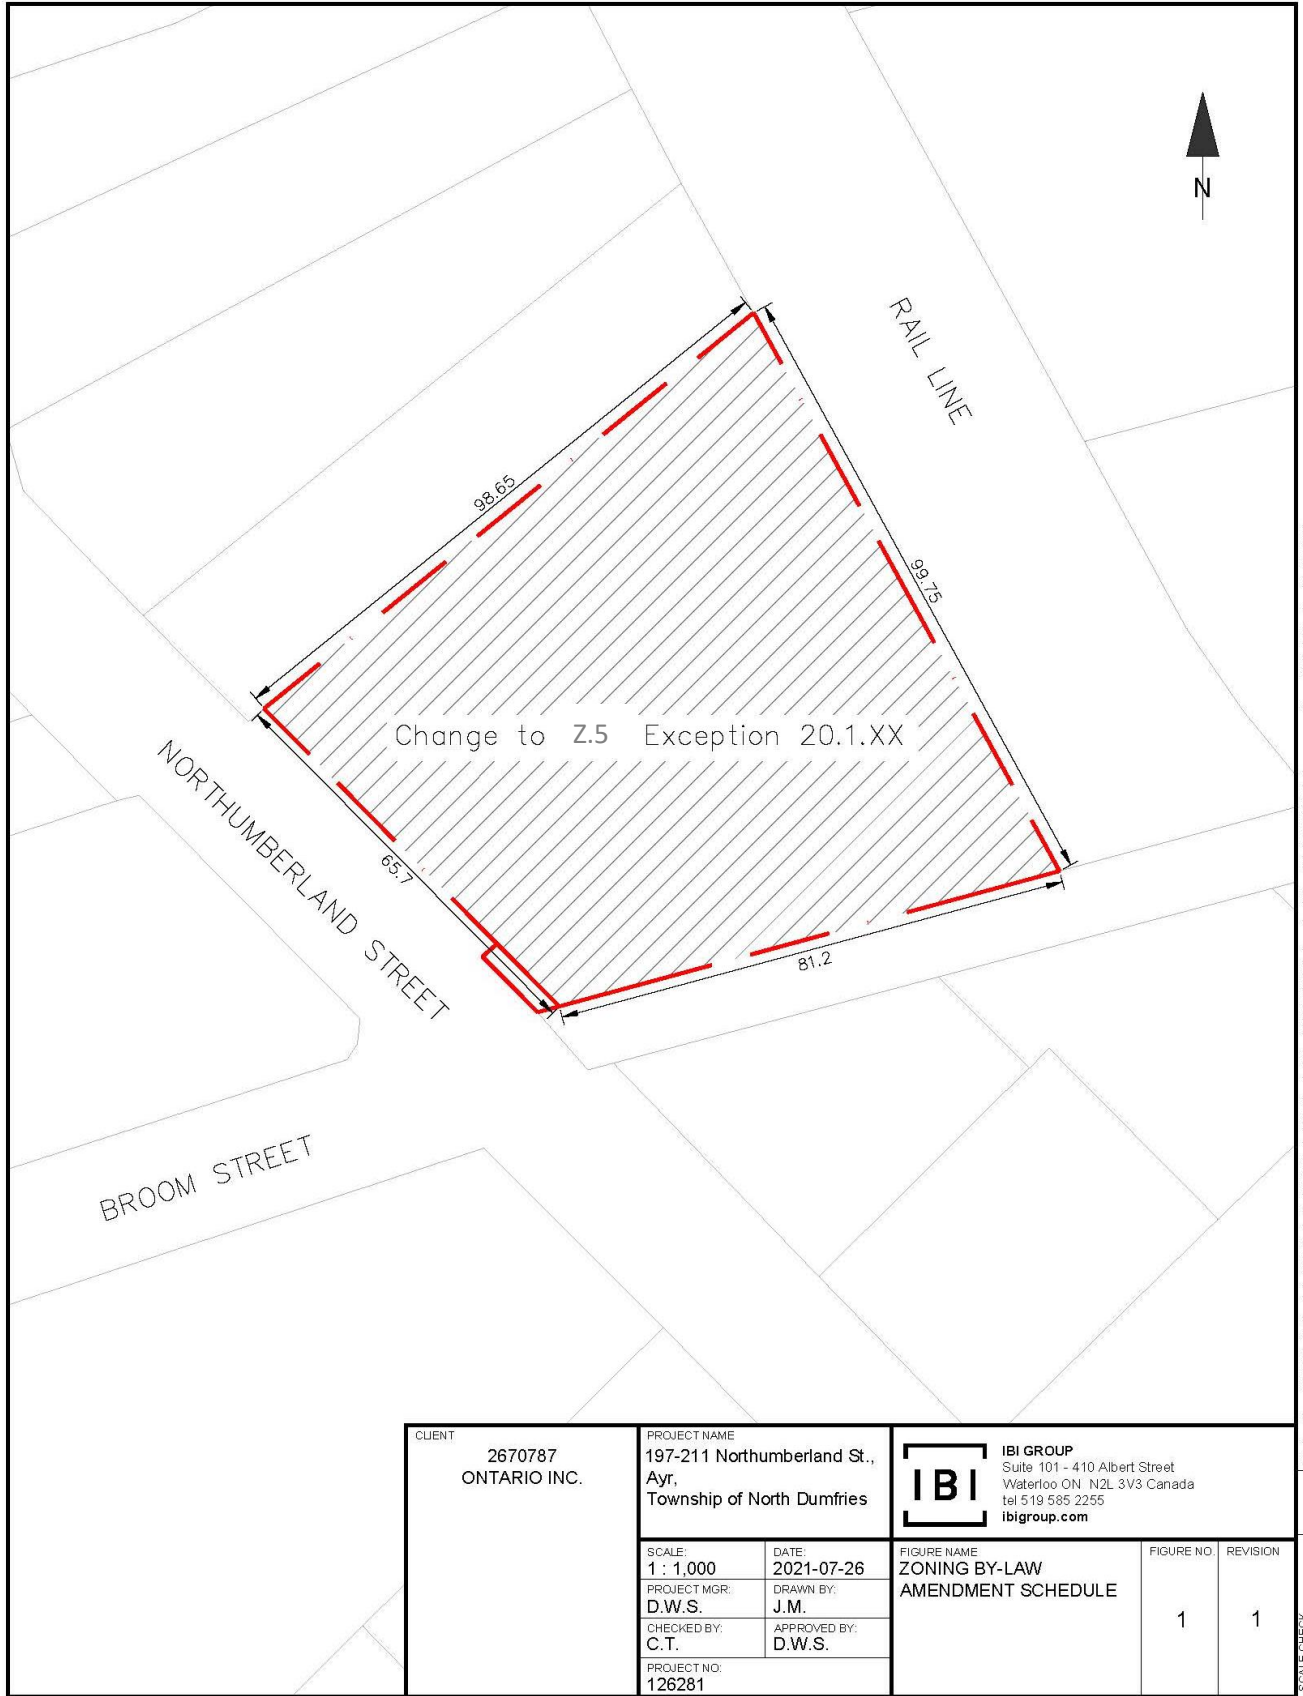 N
RAIL LINE
98.65
99.75
Change to Z.5 Exception 20.1.XX
NORTHUMBERLAND STREET
65.7
81.2
BROOM STREET
CLIENT
2670787
ONTARIO INC.
PROJECT NAME
197-211 Northumberland St.,
Ayr,
Township of North Dumfries
IBI
IBI GROUP
Suite 101 - 410 Albert Street
Waterloo ON N2L 3V3 Canada
tel 519 585 2255
ibigroup.com
SCALE:
1 : 1,000
DATE:
2021-07-26
PROJECT MGR:
D.W.S.
DRAWN BY:
J.M.
CHECKED BY:
C.T.
APPROVED BY:
D.W.S.
PROJECT NO:
126281
FIGURE NAME
ZONING BY-LAW
AMENDMENT SCHEDULE
FIGURE NO.
1
REVISION
1
SCALE CHECK